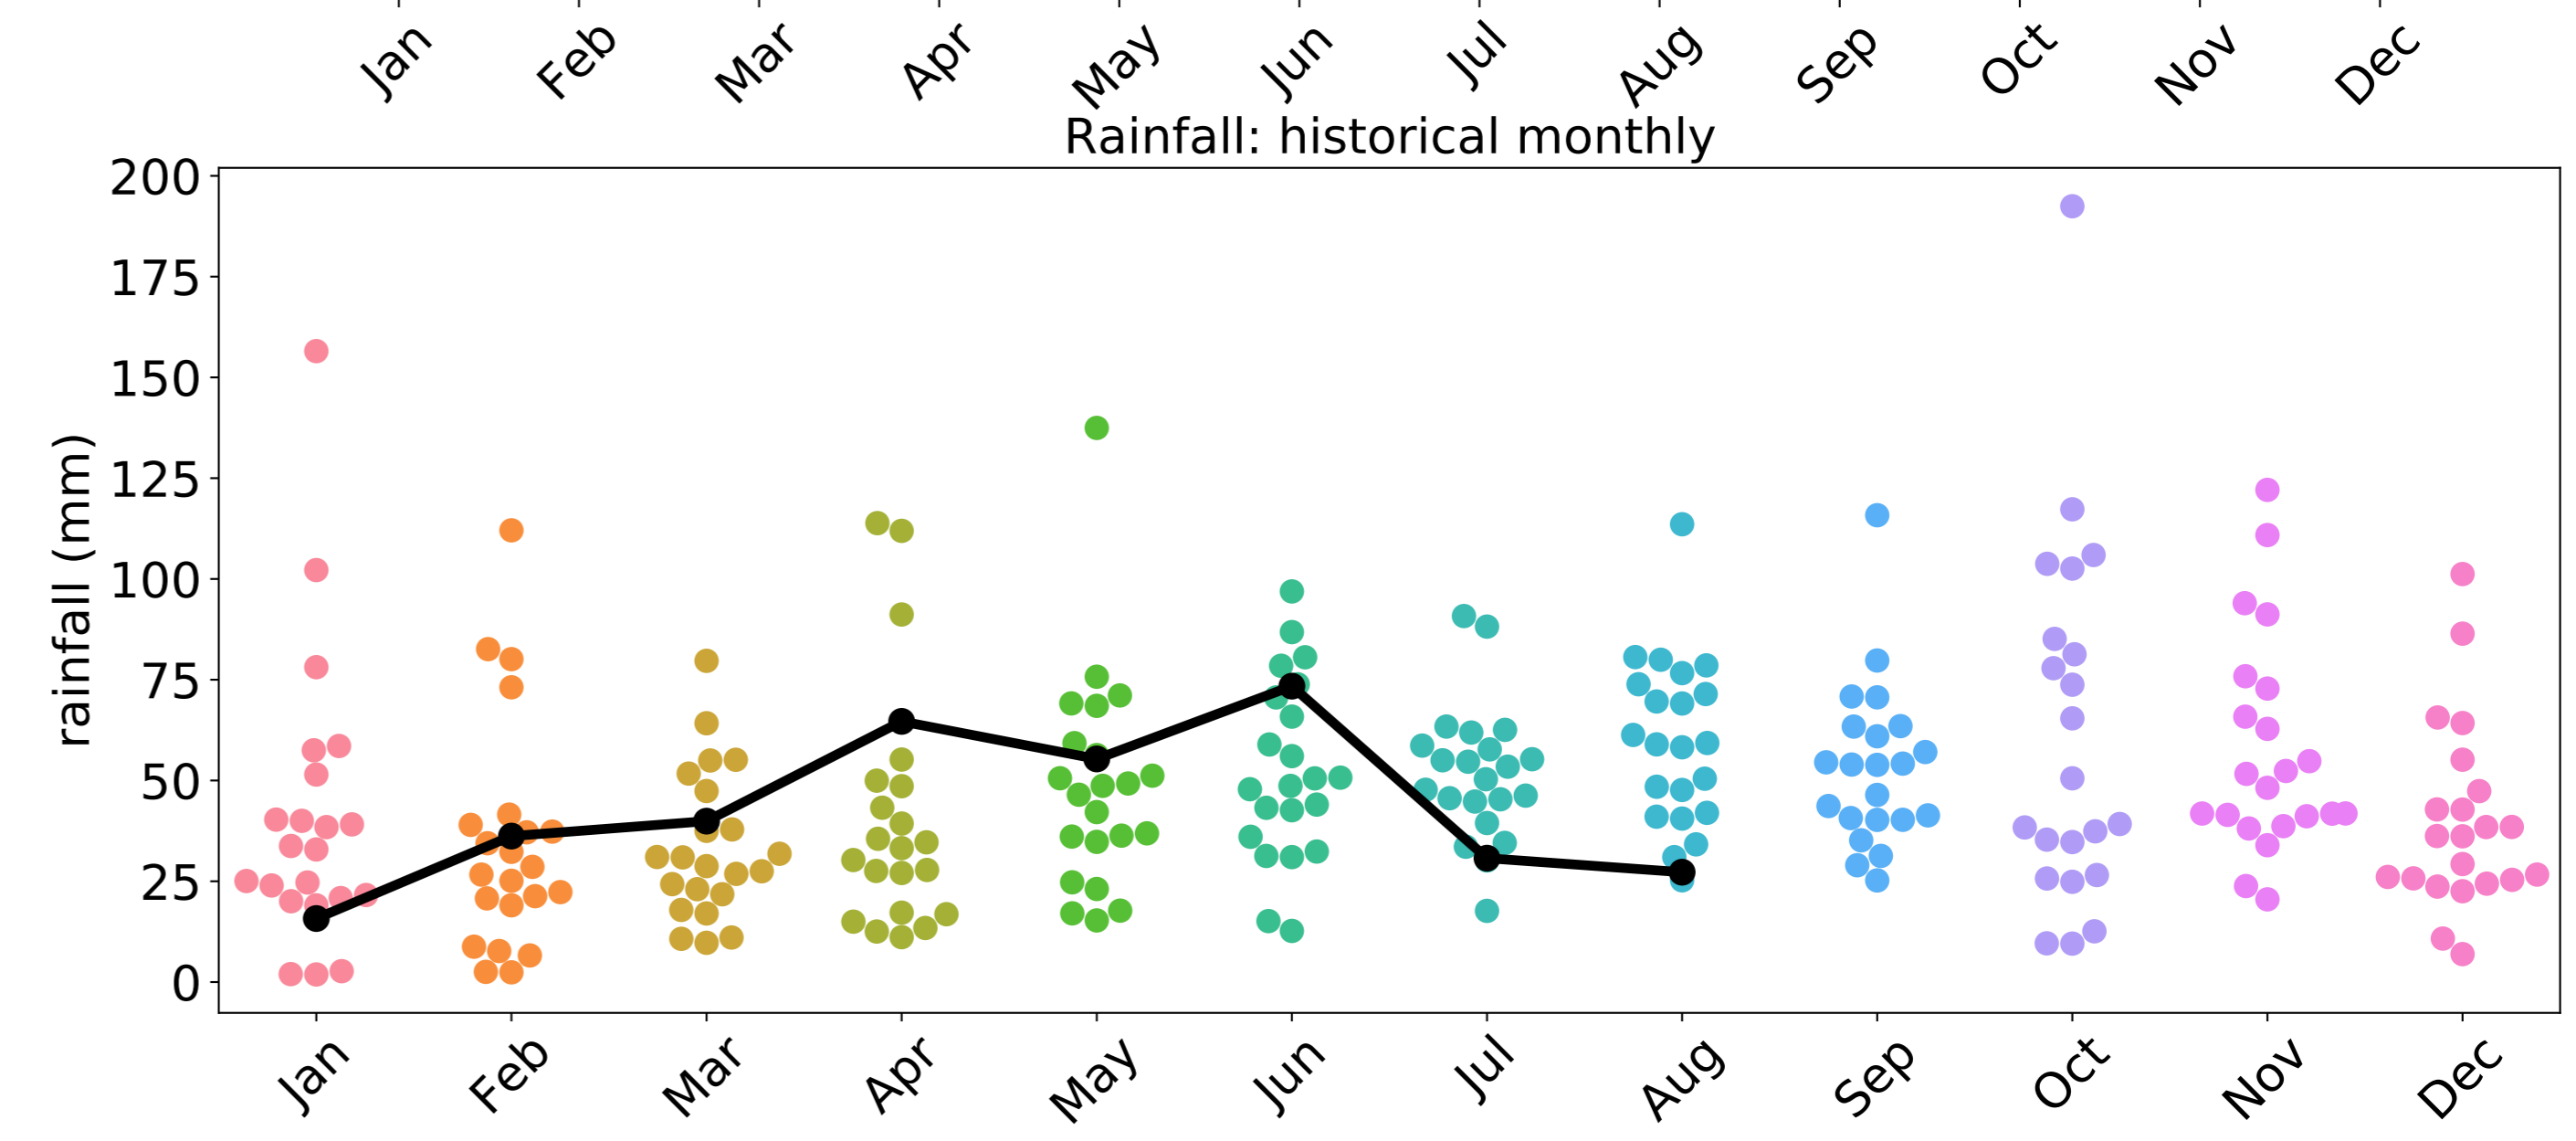 Jan Feb Mar Apr May Jun Jul Aug Sep Oct Nov Dec
Rainfall: historical monthly
rainfall (mm)
200
175
150
125
100
75
50
25
0
Jan Feb Mar Apr May Jun Jul Aug Sep Oct Nov Dec